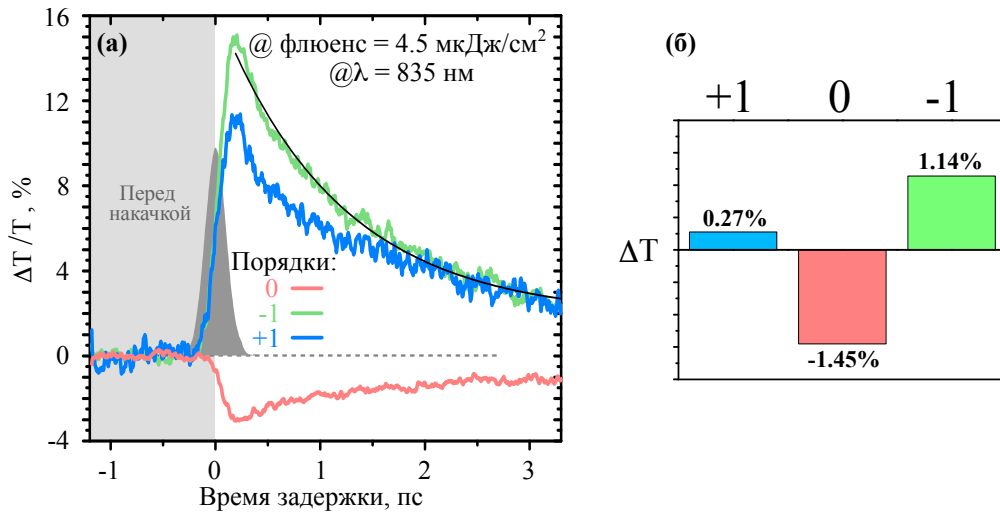 (а)
@ флюенс = 4.5 мкДж/см²
@λ = 835 нм
16
12
8
4
0
-4
ΔT/T , %
Перед
накачкой
Порядки:
0
-1
+1
-1
0
1
2
3
Время задержки, пс
(б)
+1
0
-1
ΔT
0.27%
-1.45%
1.14%